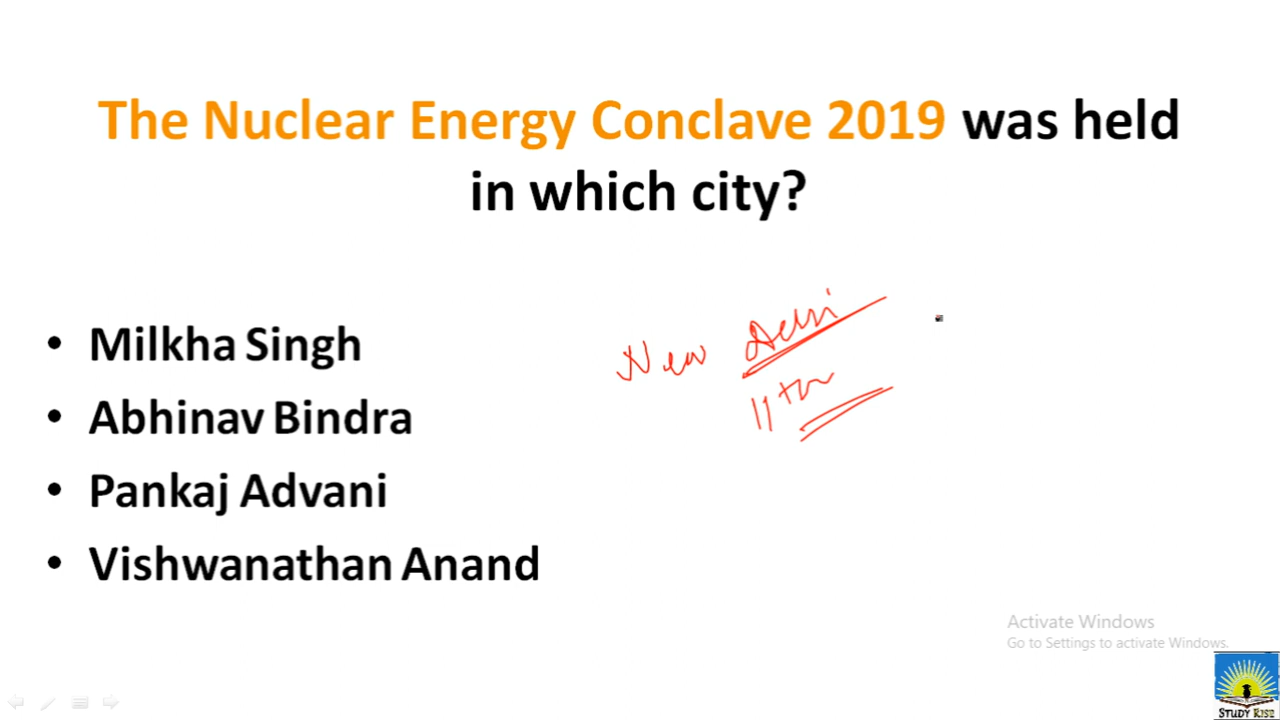 The Nuclear Energy Conclave 2019 was held
in which city?
• Milkha Singh
• Abhinav Bindra
• Pankaj Advani
• Vishwanathan Anand
New Delhi
11th
Activate Windows
Go to Settings to activate Windows.
STUDY RISE